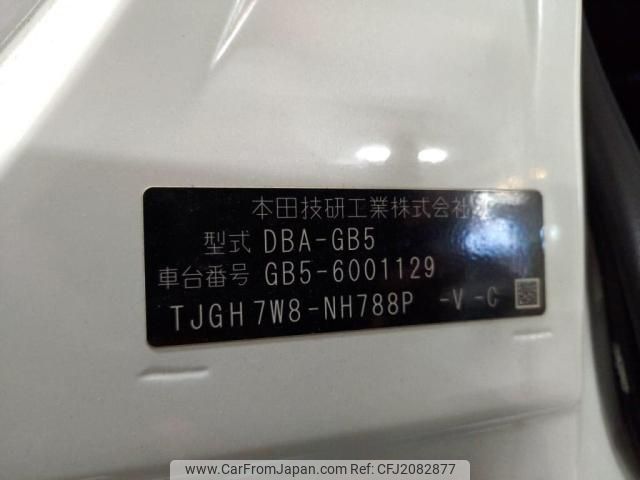 本田技研工業株式会社
型式 DBA-GB5
車台番号 GB5-6001129
TJGH7W8-NH788P -V -C
www.CarFromJapan.com | Ref No: CFJ2082877